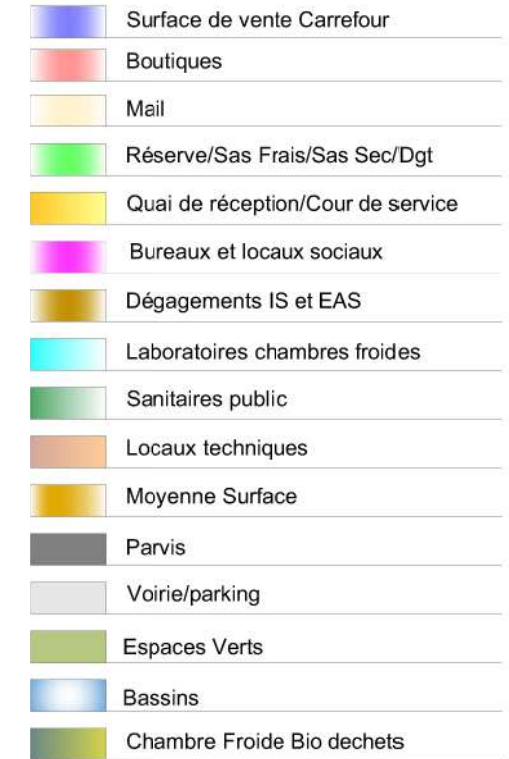 Surface de vente Carrefour
Boutiques
Mail
Réserve/Sas Frais/Sas Sec/Dgt
Quai de réception/Cour de service
Bureaux et locaux sociaux
Dégagements IS et EAS
Laboratoires chambres froides
Sanitaires public
Locaux techniques
Moyenne Surface
Parvis
Voirie/parking
Espaces Verts
Bassins
Chambre Froide Bio dechets